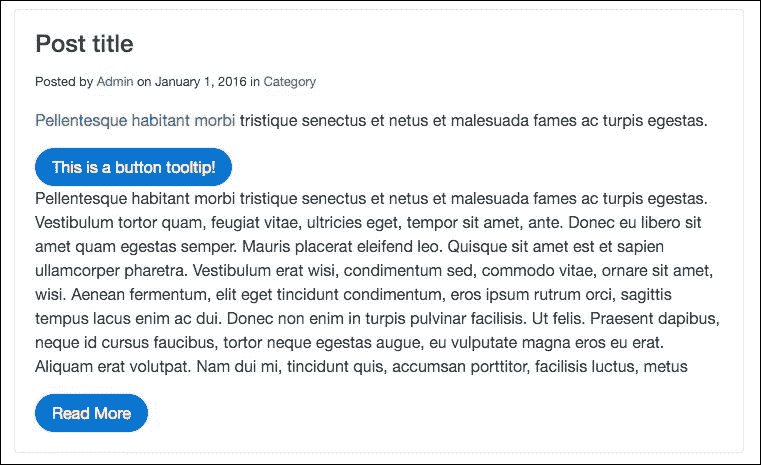 Post title
Posted by Admin on January 1, 2016 in Category
Pellentesque habitant morbi tristique senectus et netus et malesuada fames ac turpis egestas.
This is a button tooltip!
Pellentesque habitant morbi tristique senectus et netus et malesuada fames ac turpis egestas.
Vestibulum tortor quam, feugiat vitae, ultricies eget, tempor sit amet, ante. Donec eu libero sit
amet quam egestas semper. Mauris placerat eleifend leo. Quisque sit amet est et sapien
ullamcorper pharetra. Vestibulum erat wisi, condimentum sed, commodo vitae, ornare sit amet,
wisi. Aenean fermentum, elit eget tincidunt condimentum, eros ipsum rutrum orci, sagittis
tempus lacus enim ac dui. Donec non enim in turpis pulvinar facilisis. Ut felis. Praesent dapibus,
neque id cursus faucibus, tortor neque egestas augue, eu vulputate magna eros eu erat.
Aliquam erat volutpat. Nam dui mi, tincidunt quis, accumsan porttitor, facilisis luctus, metus
Read More